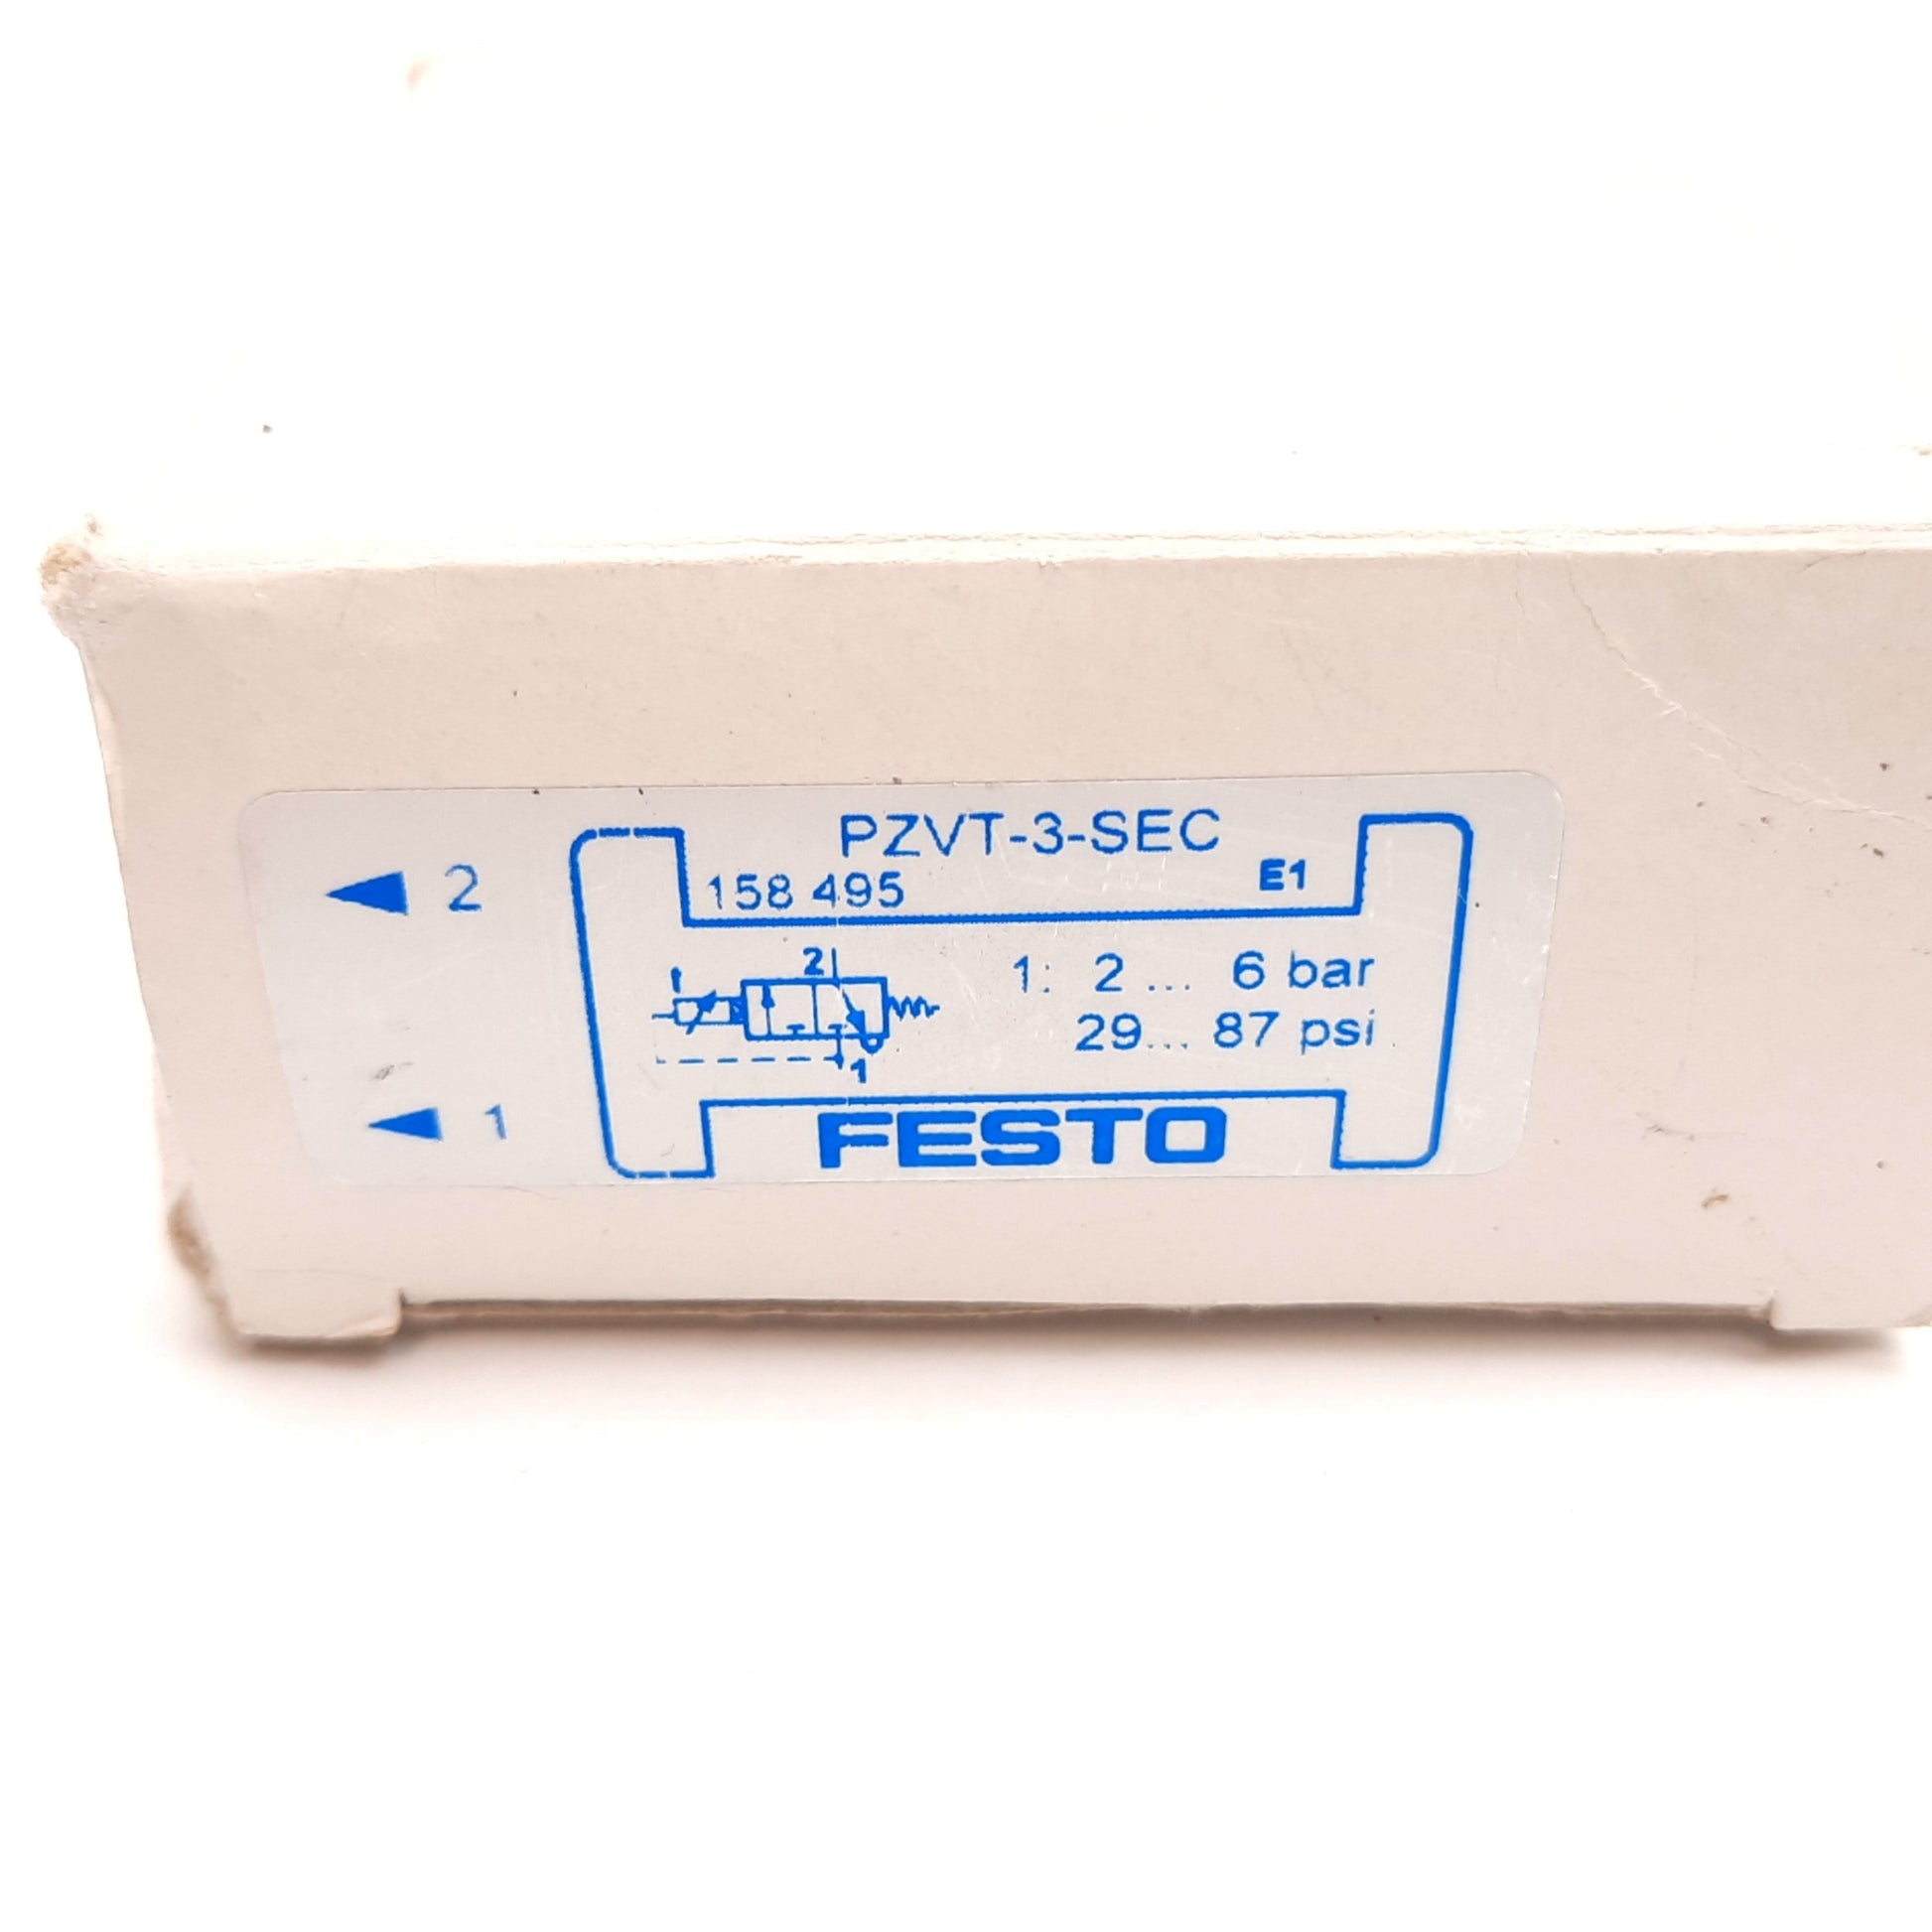 PZVT-3-SEC
158 495 E1
2
2
1: 2 ... 6 bar
29... 87 psi
1
1
FESTO